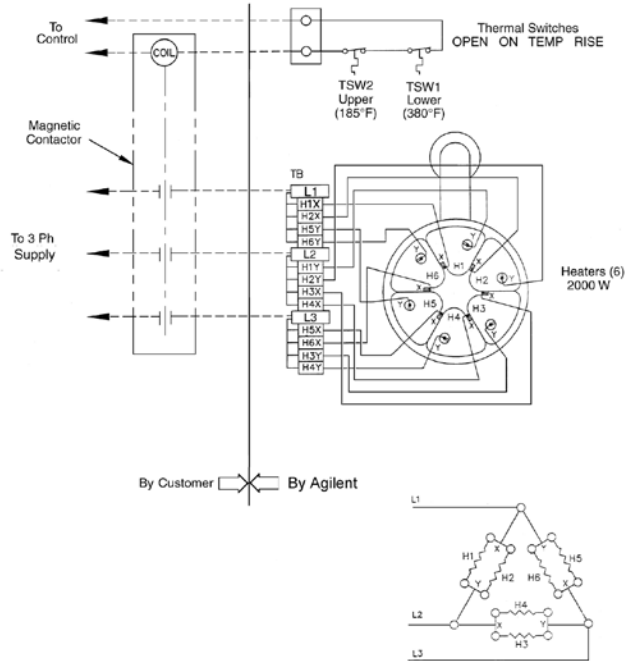 To
Control
COIL
Thermal Switches
OPEN ON TEMP RISE
TSW2
Upper
(185°F)
TSW1
Lower
(380°F)
Magnetic
Contactor
To 3 Ph
Supply
TB
L1
H1X
H2X
H5Y
H6Y
L2
H1Y
H2Y
H3X
H4X
L3
H5X
H6X
H3Y
H4Y
Y
Y
X
X
H1
H6
H2
Y
X
X
H5
H3
Y
X
H4
X
Y
Y
Heaters (6)
2000 W
By Customer
By Agilent
L1
X
Y
H1
H5
H2
H6
Y
X
H4
L2
X
Y
H3
L3